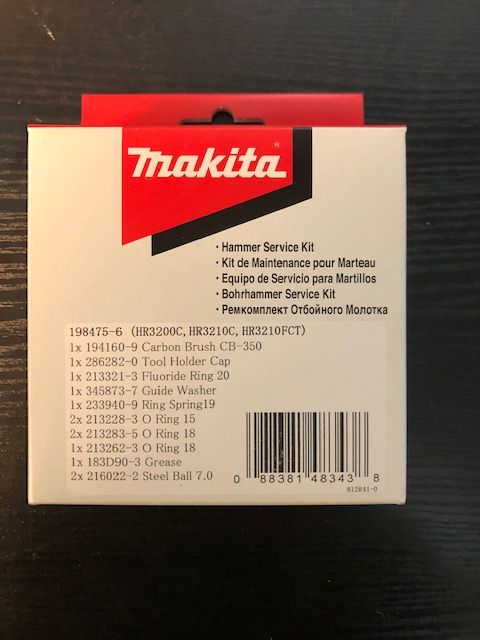 makita®
· Hammer Service Kit
· Kit de Maintenance pour Marteau
· Equipo de Servicio para Martillos
· Bohrhammer Service Kit
· Ремкомплект Отбойного Молотка
198475-6 (HR3200C, HR3210C, HR3210FCT)
1x 194160-9 Carbon Brush CB-350
1x 286282-0 Tool Holder Cap
1x 213321-3 Fluoride Ring 20
1x 345873-7 Guide Washer
1x 233940-9 Ring Spring19
2x 213228-3 O Ring 15
2x 213283-5 O Ring 18
1x 213262-3 O Ring 18
1x 183D90-3 Grease
2x 216022-2 Steel Ball 7.0
0 88381 48343 8
812R41-0